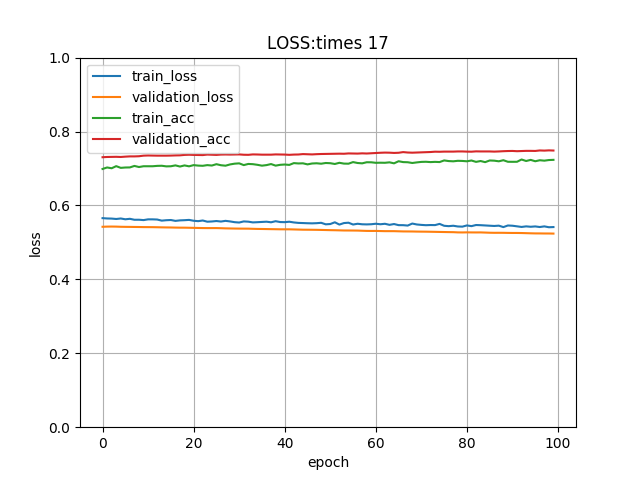 LOSS:times 17
1.0
0.8
0.6
0.4
0.2
0.0
loss
train_loss
validation_loss
train_acc
validation_acc
0 20 40 60 80 100
epoch